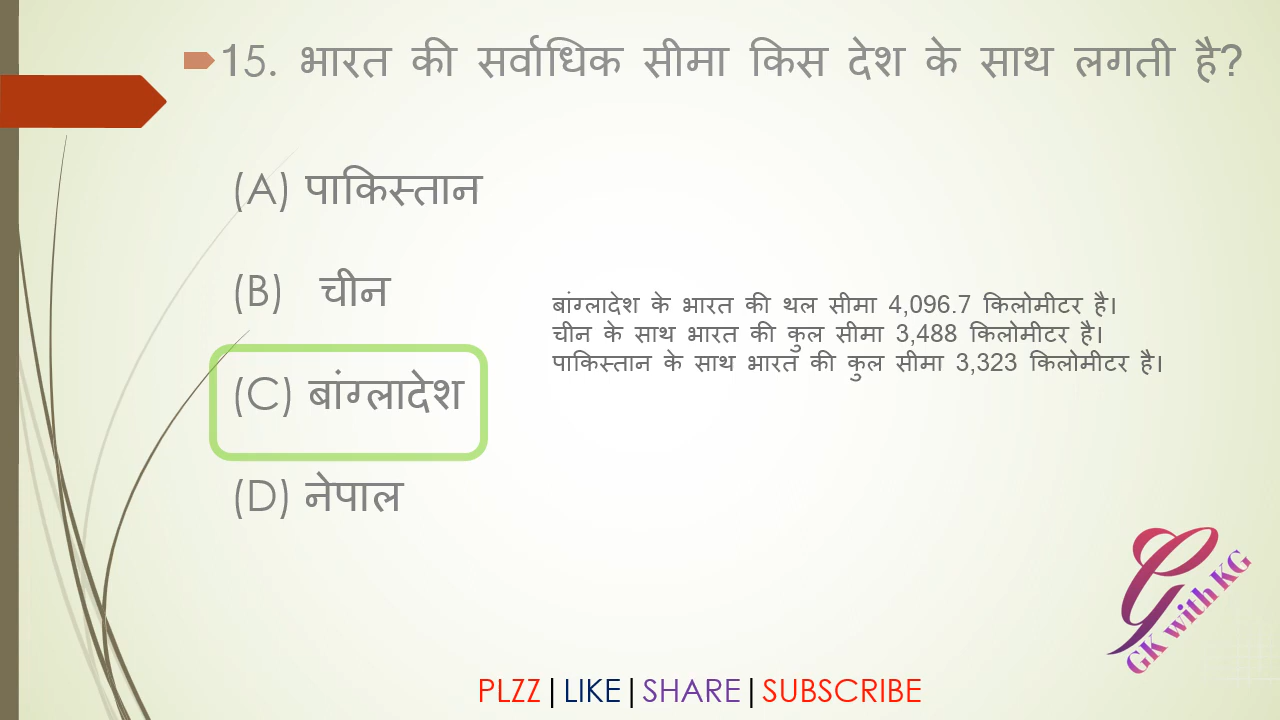 15. भारत की सर्वाधिक सीमा किस देश के साथ लगती है?
(A) पाकिस्तान
(B) चीन
(C) बांग्लादेश
(D) नेपाल
बांग्लादेश के भारत की थल सीमा 4,096.7 किलोमीटर है।
चीन के साथ भारत की कुल सीमा 3,488 किलोमीटर है।
पाकिस्तान के साथ भारत की कुल सीमा 3,323 किलोमीटर है।
G
GK with KG
PLZZ|LIKE|SHARE|SUBSCRIBE